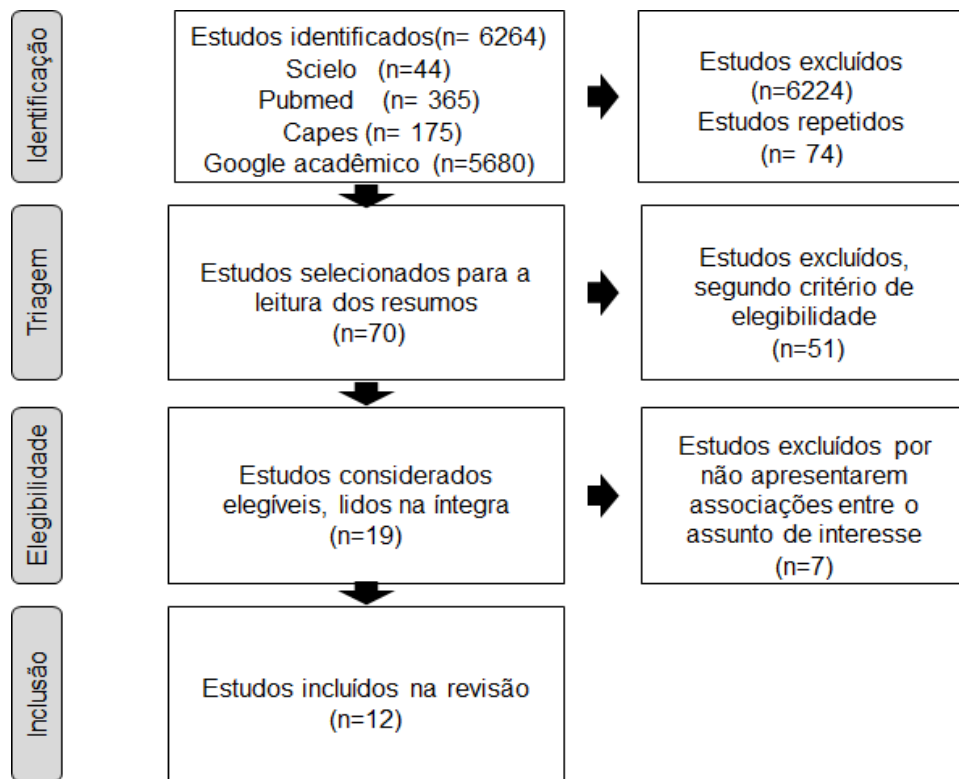 Identificação
Estudos identificados(n= 6264)
Scielo (n=44)
Pubmed (n= 365)
Capes (n= 175)
Google acadêmico (n=5680)
Estudos excluídos
(n=6224)
Estudos repetidos
(n= 74)
Triagem
Estudos selecionados para a
leitura dos resumos
(n=70)
Estudos excluídos,
segundo critério de
elegibilidade
(n=51)
Elegibilidade
Estudos considerados
elegíveis, lidos na íntegra
(n=19)
Estudos excluídos por
não apresentarem
associações entre o
assunto de interesse
(n=7)
Inclusão
Estudos incluídos na revisão
(n=12)